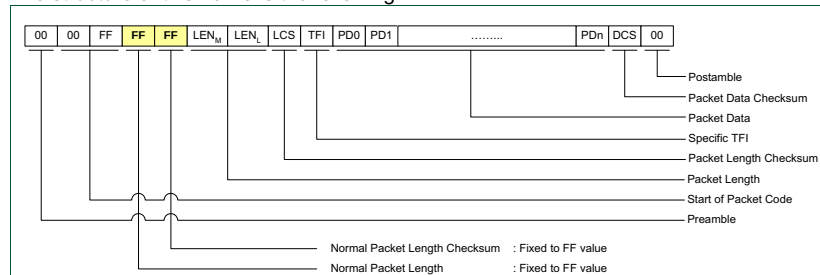 00 00 FF FF FF LENM LENL LCS TFI PD0 PD1 ........... PDn DCS 00
Postamble
Packet Data Checksum
Packet Data
Specific TFI
Packet Length Checksum
Packet Length
Start of Packet Code
Preamble
Normal Packet Length Checksum : Fixed to FF value
Normal Packet Length : Fixed to FF value